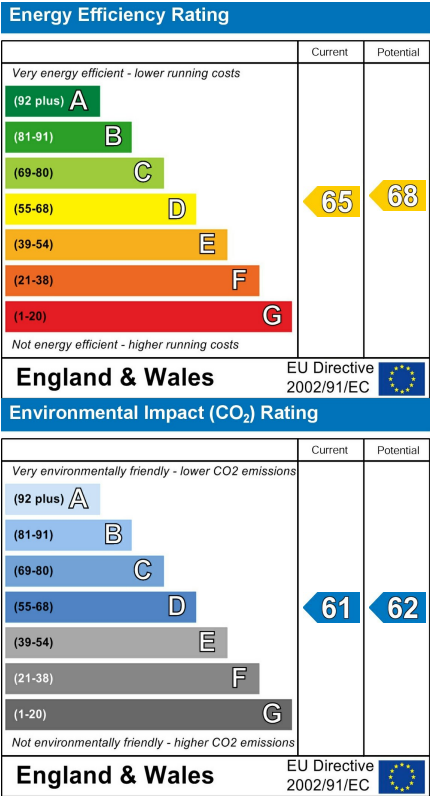 Energy Efficiency Rating
Current Potential
Very energy efficient - lower running costs
(92 plus) A
(81-91) B
(69-80) C
(55-68) D
65 68
(39-54) E
(21-38) F
(1-20) G
Not energy efficient - higher running costs
England & Wales
EU Directive
2002/91/EC
Environmental Impact (CO₂) Rating
Current Potential
Very environmentally friendly - lower CO2 emissions
(92 plus) A
(81-91) B
(69-80) C
(55-68) D
61 62
(39-54) E
(21-38) F
(1-20) G
Not environmentally friendly - higher CO2 emissions
England & Wales
EU Directive
2002/91/EC